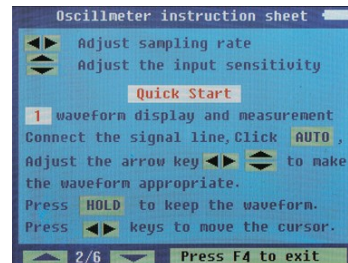 Oscillmeter instruction sheet
◀▶ Adjust sampling rate
Adjust the input sensitivity
Quick Start
1 waveform display and measurement
Connect the signal line, Click AUTO ,
Adjust the arrow key ◀▶ to make
the waveform appropriate.
Press HOLD to keep the waveform.
Press ◀▶ keys to move the cursor.
2/6 Press F4 to exit